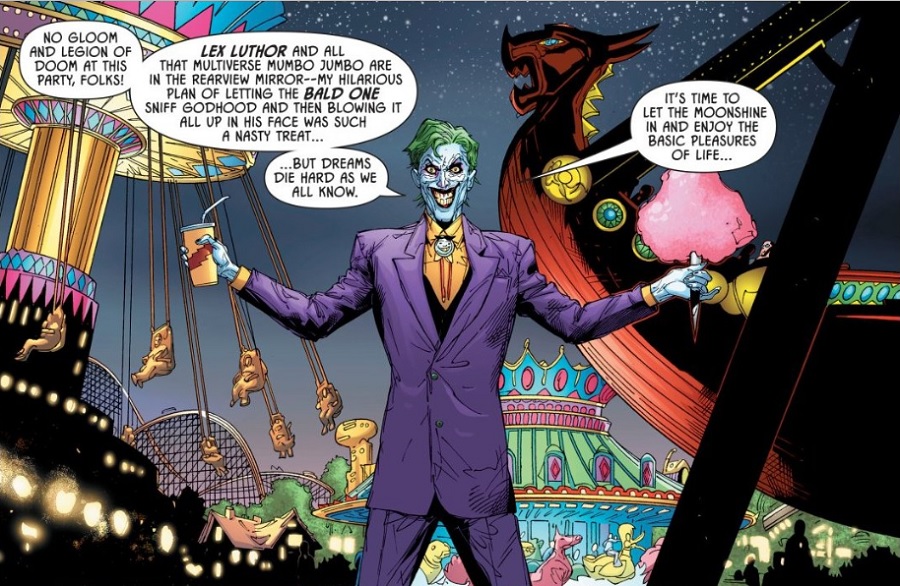 NO GLOOM
AND LEGION OF
DOOM AT THIS
PARTY, FOLKS!
LEX LUTHOR AND ALL
THAT MULTIVERSE MUMBO JUMBO ARE
IN THE REARVIEW MIRROR--MY HILARIOUS
PLAN OF LETTING THE BALD ONE
SNIFF GODHOOD AND THEN BLOWING IT
ALL UP IN HIS FACE WAS SUCH
A NASTY TREAT...
...BUT DREAMS
DIE HARD AS WE
ALL KNOW.
IT'S TIME TO
LET THE MOONSHINE
IN AND ENJOY THE
BASIC PLEASURES
OF LIFE...